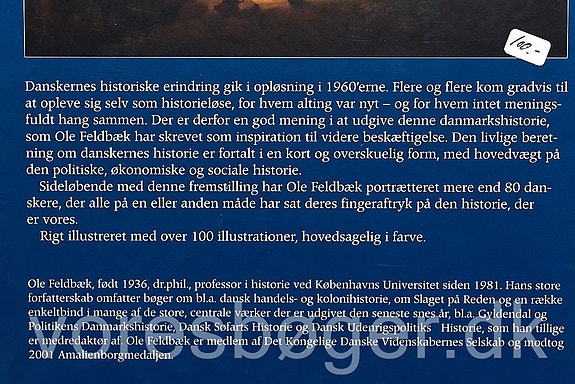 100.-
Danskernes historiske erindring gik i opløsning i 1960'erne. Flere og flere kom gradvis til
at opleve sig selv som historieløse, for hvem alting var nyt – og for hvem intet menings-
fuldt hang sammen. Der er derfor en god mening i at udgive denne danmarkshistorie,
som Ole Feldbæk har skrevet som inspiration til videre beskæftigelse. Den livlige beret-
ning om danskernes historie er fortalt i en kort og overskuelig form, med hovedvægt på
den politiske, økonomiske og sociale historie.
Sideløbende med denne fremstilling har Ole Feldbæk portrætteret mere end 80 dan-
skere, der alle på en eller anden måde har sat deres fingeraftryk på den historie, der
er vores.
Rigt illustreret med over 100 illustrationer, hovedsagelig i farve.
Ole Feldbæk, født 1936, dr.phil., professor i historie ved Københavns Universitet siden 1981. Hans store
forfatterskab omfatter bøger om bl.a. dansk handels- og kolonihistorie, om Slaget på Reden og en række
enkeltbind i mange af de store, centrale værker der er udgivet den seneste snes år, bl.a. Gyldendal og
Politikens Danmarkshistorie, Dansk Søfarts Historie og Dansk Udenrigspolitiks Historie, som han tillige
er medredaktør af. Ole Feldbæk er medlem af Det Kongelige Danske Videnskabernes Selskab og modtog
2001 Amalienborgmedaljen.
voresbøger.dk